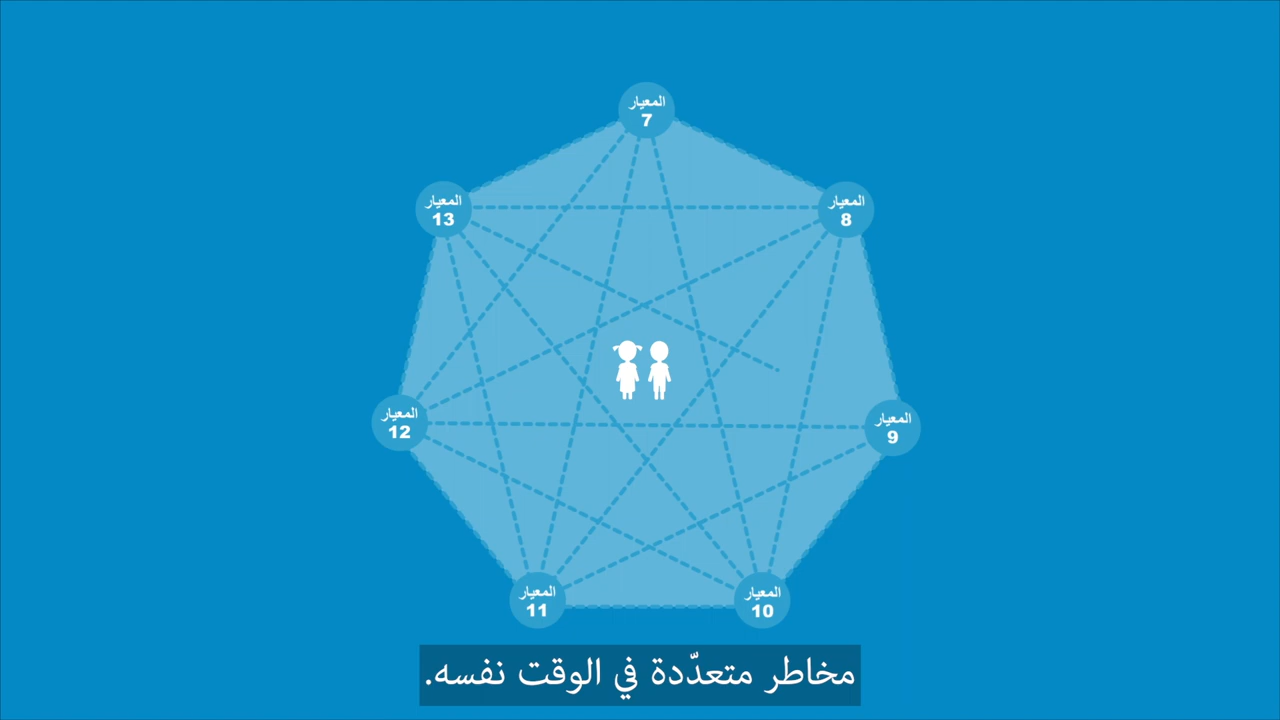 المعيار
7
المعيار
8
المعيار
13
المعيار
9
المعيار
12
المعيار
10
المعيار
11
مخاطر متعدّدة في الوقت نفسه.